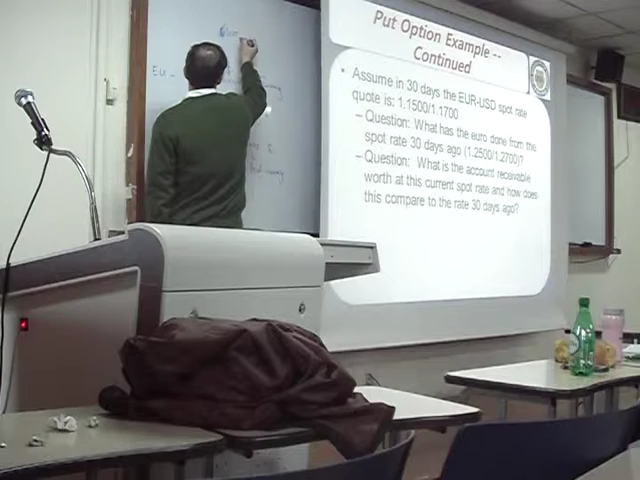 Put Option Example --
Continued
• Assume in 30 days the EUR-USD spot rate
quote is: 1.1500/1.1700
– Question: What has the euro done from the
spot rate 30 days ago (1.2500/1.2700)?
– Question: What is the account receivable
worth at this current spot rate and how does
this compare to the rate 30 days ago?